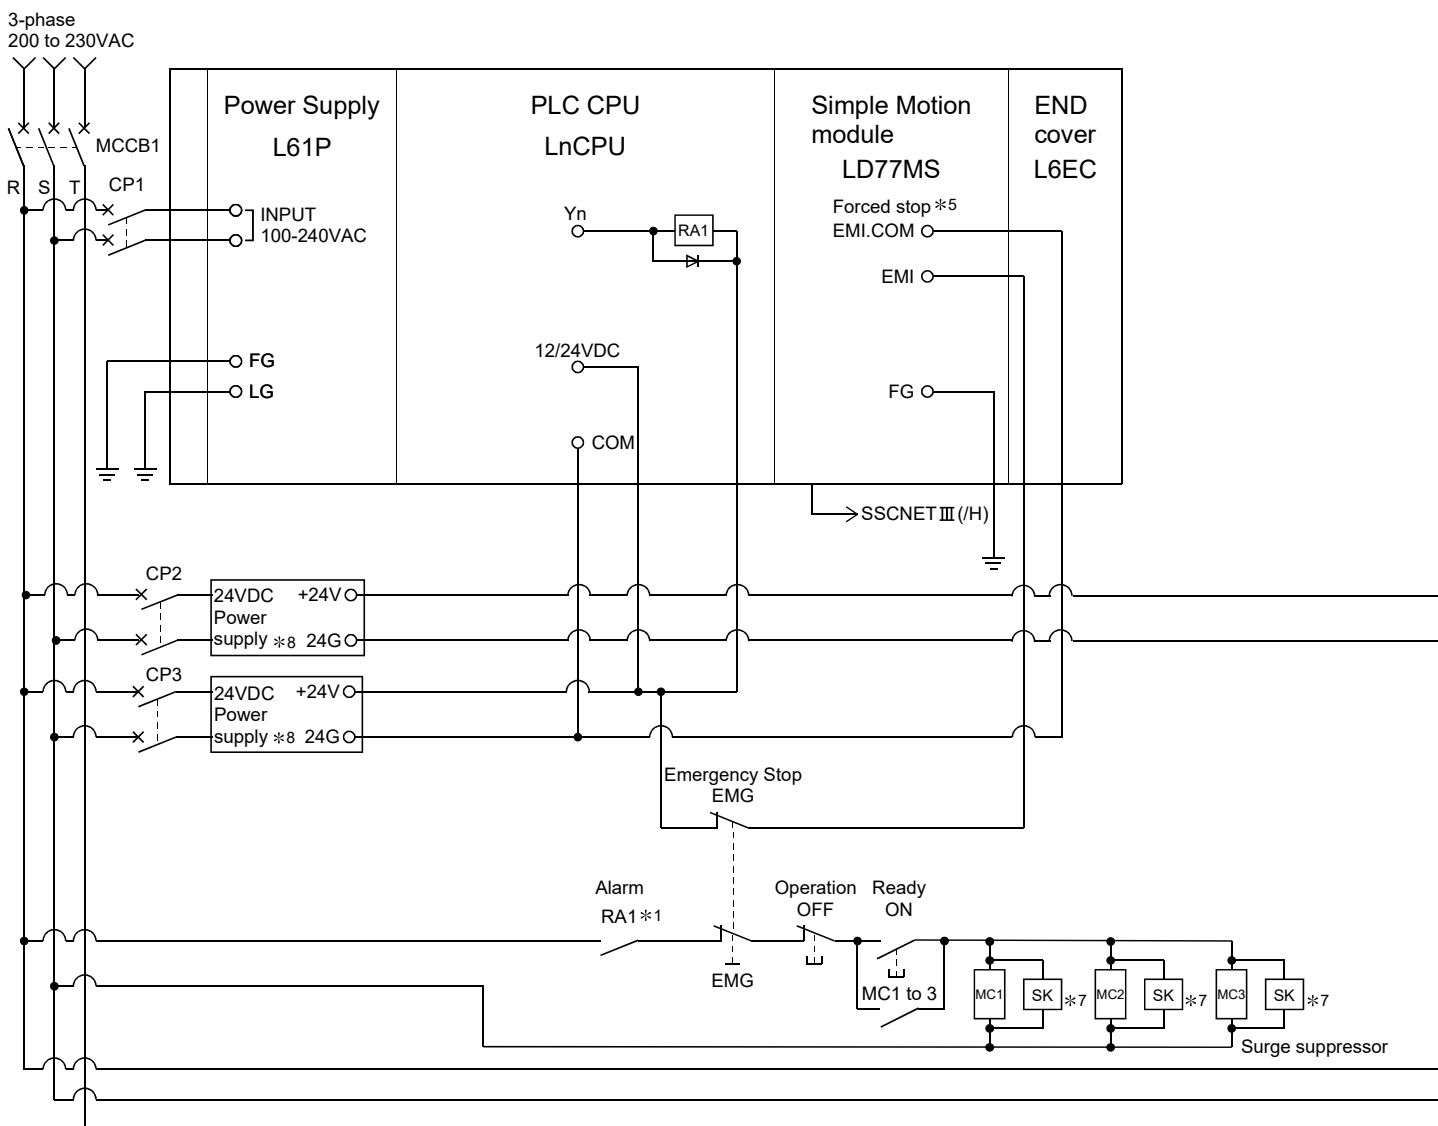 3-phase
200 to 230VAC
MCCB1
R S T
CP1
Power Supply
L61P
INPUT
100-240VAC
FG
LG
PLC CPU
LnCPU
Yn
RA1
12/24VDC
COM
Simple Motion
module
LD77MS
Forced stop *5
EMI.COM
EMI
FG
END
cover
L6EC
SSCNETⅢ(/H)
CP2
24VDC +24V
Power
supply *8 24G
CP3
24VDC +24V
Power
supply *8 24G
Emergency Stop
EMG
Alarm
RA1*1
EMG
Operation
OFF
Ready
ON
MC1 to 3
MC1 SK *7 MC2 SK *7 MC3 SK *7
Surge suppressor